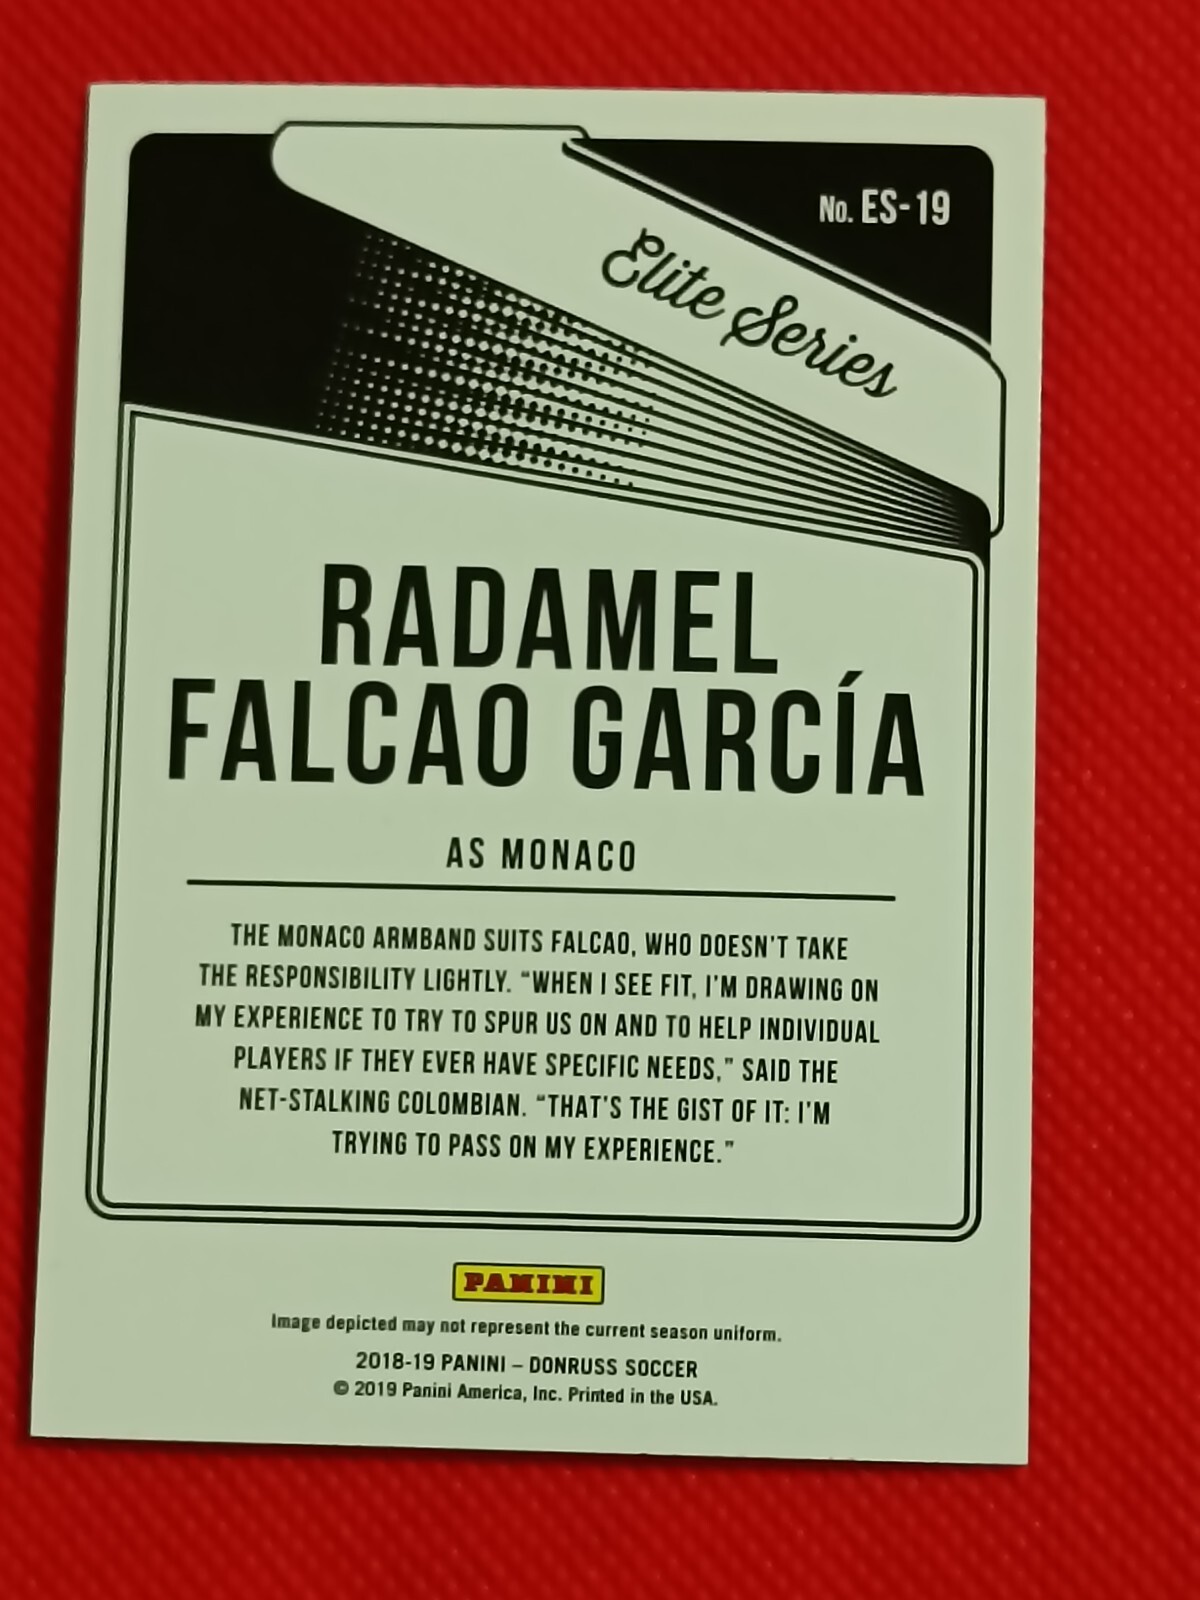 No. ES-19
Elite Series
RADAMEL
FALCAO GARCÍA
AS MONACO
THE MONACO ARMBAND SUITS FALCAO, WHO DOESN'T TAKE
THE RESPONSIBILITY LIGHTLY. “WHEN I SEE FIT, I'M DRAWING ON
MY EXPERIENCE TO TRY TO SPUR US ON AND TO HELP INDIVIDUAL
PLAYERS IF THEY EVER HAVE SPECIFIC NEEDS,” SAID THE
NET-STALKING COLOMBIAN. “THAT'S THE GIST OF IT: I'M
TRYING TO PASS ON MY EXPERIENCE.”
PANINI
Image depicted may not represent the current season uniform.
2018-19 PANINI – DONRUSS SOCCER
© 2019 Panini America, Inc. Printed in the USA.